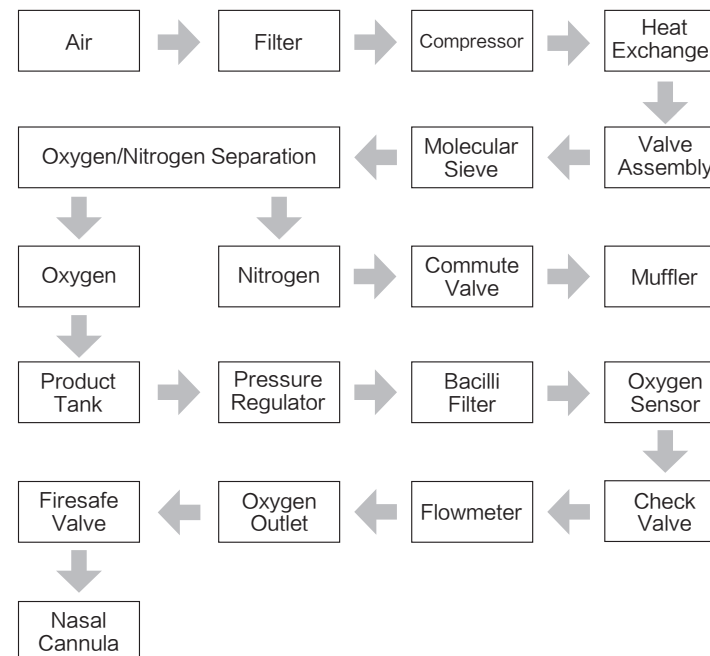 Air
Filter
Compressor
Heat
Exchange
Oxygen/Nitrogen Separation
Molecular
Sieve
Valve
Assembly
Oxygen
Nitrogen
Commute
Valve
Muffler
Product
Tank
Pressure
Regulator
Bacilli
Filter
Oxygen
Sensor
Firesafe
Valve
Oxygen
Outlet
Flowmeter
Check
Valve
Nasal
Cannula